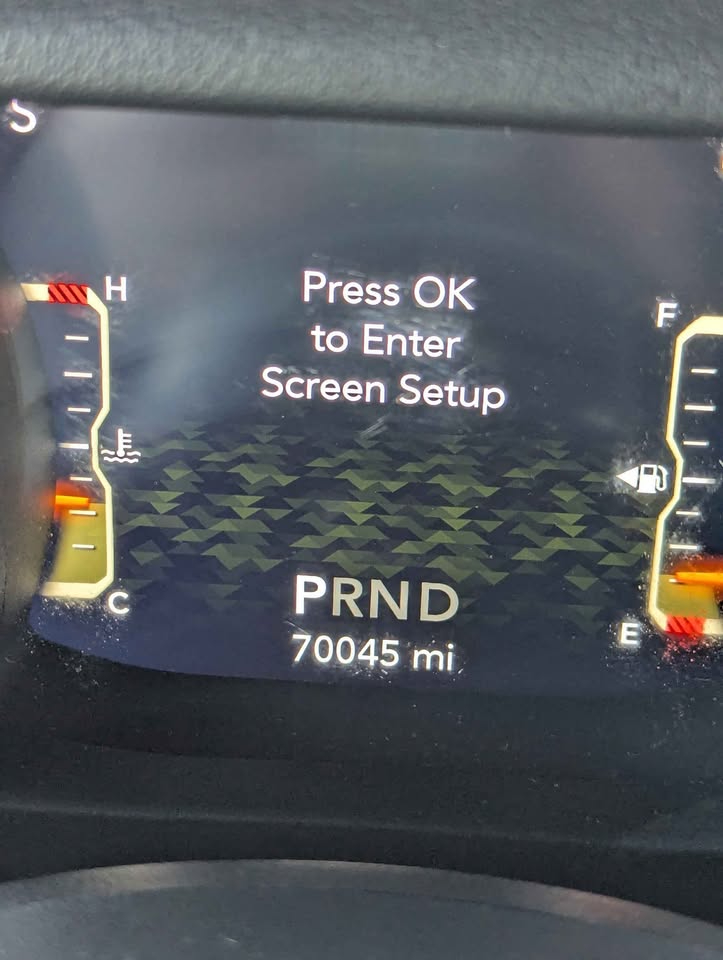 S
H
Press OK
to Enter
Screen Setup
F
C
PRND
E
70045 mi